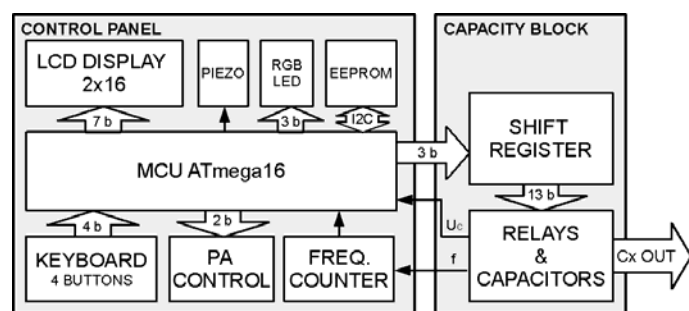 CONTROL PANEL
CAPACITY BLOCK
LCD DISPLAY
2x16
PIEZO
RGB
LED
EEPROM
7 b
3 b
I2C
MCU ATmega16
3 b
SHIFT
REGISTER
13 b
4 b
2 b
Uc
f
KEYBOARD
4 BUTTONS
PA
CONTROL
FREQ.
COUNTER
RELAYS
&
CAPACITORS
Cx OUT